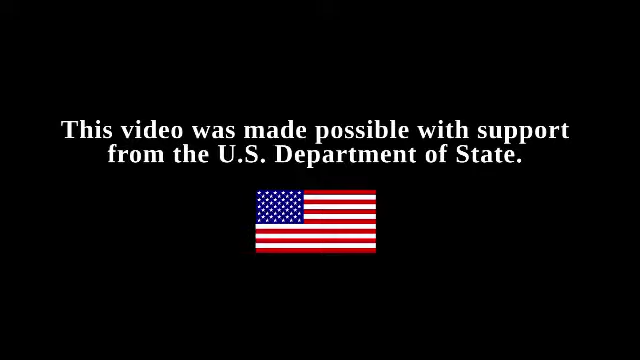 This video was made possible with support
from the U.S. Department of State.